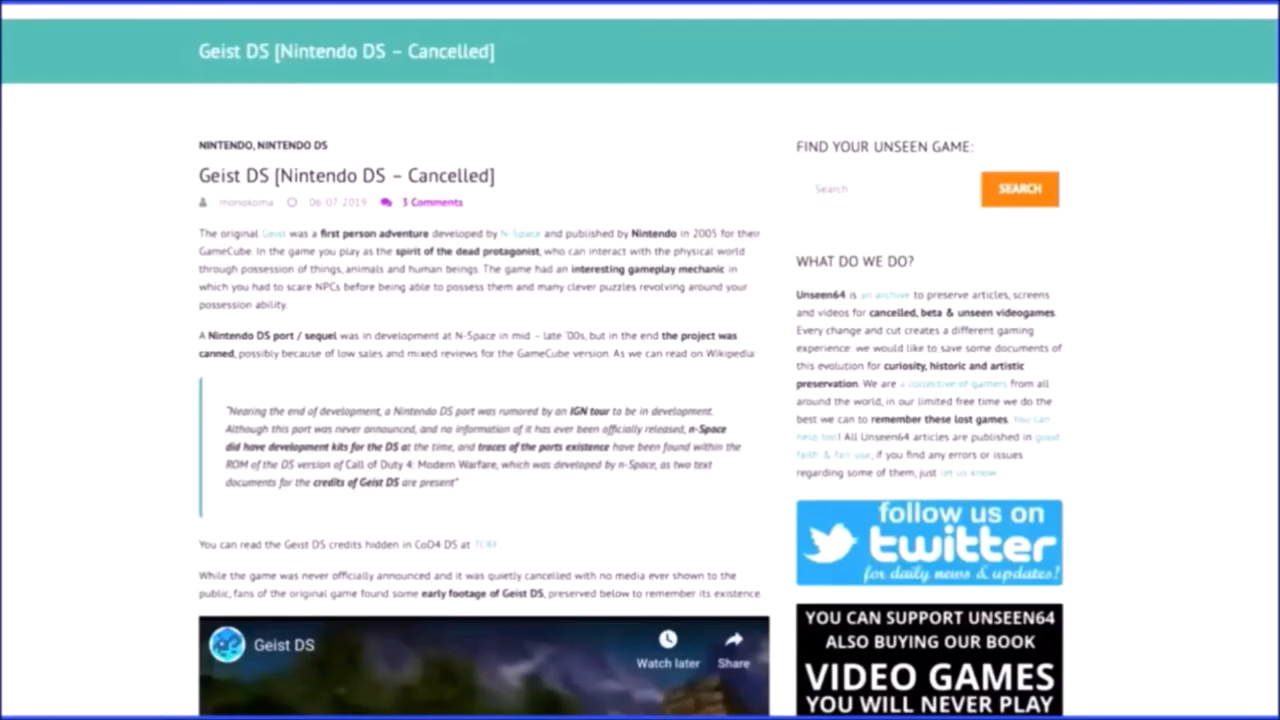 Geist DS [Nintendo DS – Cancelled]
NINTENDO, NINTENDO DS
Geist DS [Nintendo DS – Cancelled]
monokoma 06-07-2019 3 Comments
The original Geist was a first person adventure developed by N-Space and published by Nintendo in 2005 for their
GameCube. In the game you play as the spirit of the dead protagonist, who can interact with the physical world
through possession of things, animals and human beings. The game had an interesting gameplay mechanic in
which you had to scare NPCs before being able to possess them and many clever puzzles revolving around your
possession ability.
A Nintendo DS port / sequel was in development at N-Space in mid – late '00s, but in the end the project was
canned, possibly because of low sales and mixed reviews for the GameCube version. As we can read on Wikipedia:
"Nearing the end of development, a Nintendo DS port was rumored by an IGN tour to be in development.
Although this port was never announced, and no information of it has ever been officially released, n-Space
did have development kits for the DS at the time, and traces of the ports existence have been found within the
ROM of the DS version of Call of Duty 4: Modern Warfare, which was developed by n-Space, as two text
documents for the credits of Geist DS are present"
You can read the Geist DS credits hidden in CoD4 DS at TCRF.
While the game was never officially announced and it was quietly cancelled with no media ever shown to the
public, fans of the original game found some early footage of Geist DS, preserved below to remember its existence.
Geist DS
Watch later
Share
FIND YOUR UNSEEN GAME:
Search
SEARCH
WHAT DO WE DO?
Unseen64 is an archive to preserve articles, screens
and videos for cancelled, beta & unseen videogames.
Every change and cut creates a different gaming
experience: we would like to save some documents of
this evolution for curiosity, historic and artistic
preservation. We are a collective of gamers from all
around the world, in our limited free time we do the
best we can to remember these lost games. You can
help too! All Unseen64 articles are published in good
faith & fair use, if you find any errors or issues
regarding some of them, just let us know.
follow us on
twitter
for daily news & updates!
YOU CAN SUPPORT UNSEEN64
ALSO BUYING OUR BOOK
VIDEO GAMES
YOU WILL NEVER PLAY